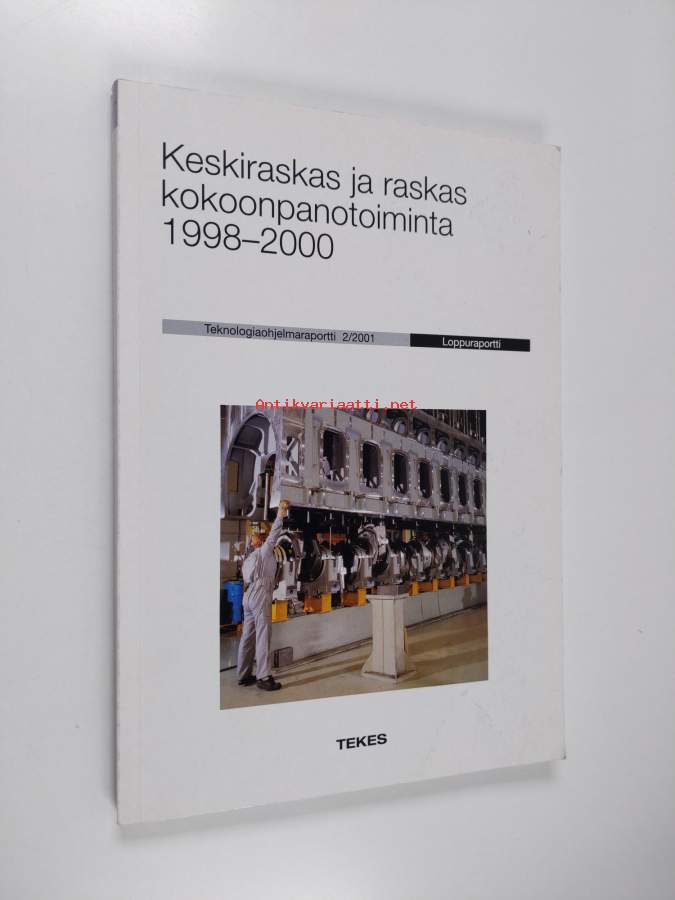 Keskiraskas ja raskas
kokoonpanotoiminta
1998–2000
Teknologiaohjelmaraportti 2/2001
Loppuraportti
Antikvariaatti.net
TEKES